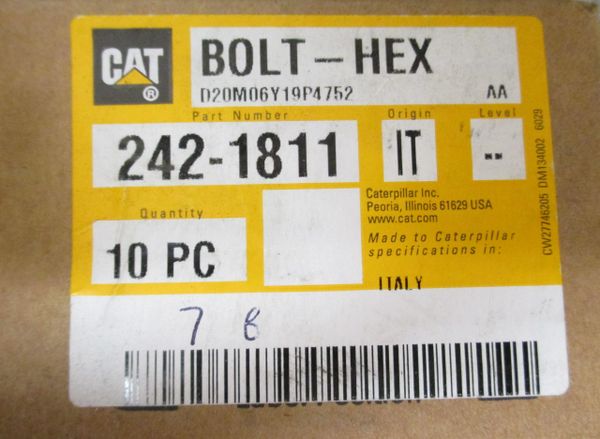 CAT
®
BOLT-HEX
D20M06Y19P4752 AA
Part Number Origin Level
242-1811 IT --
Caterpillar Inc.
Peoria, Illinois 61629 USA
www.cat.com
Quantity
10 PC
Made to Caterpillar
specifications in:
ITALY
CW27746205 DM134002 6029
7 8